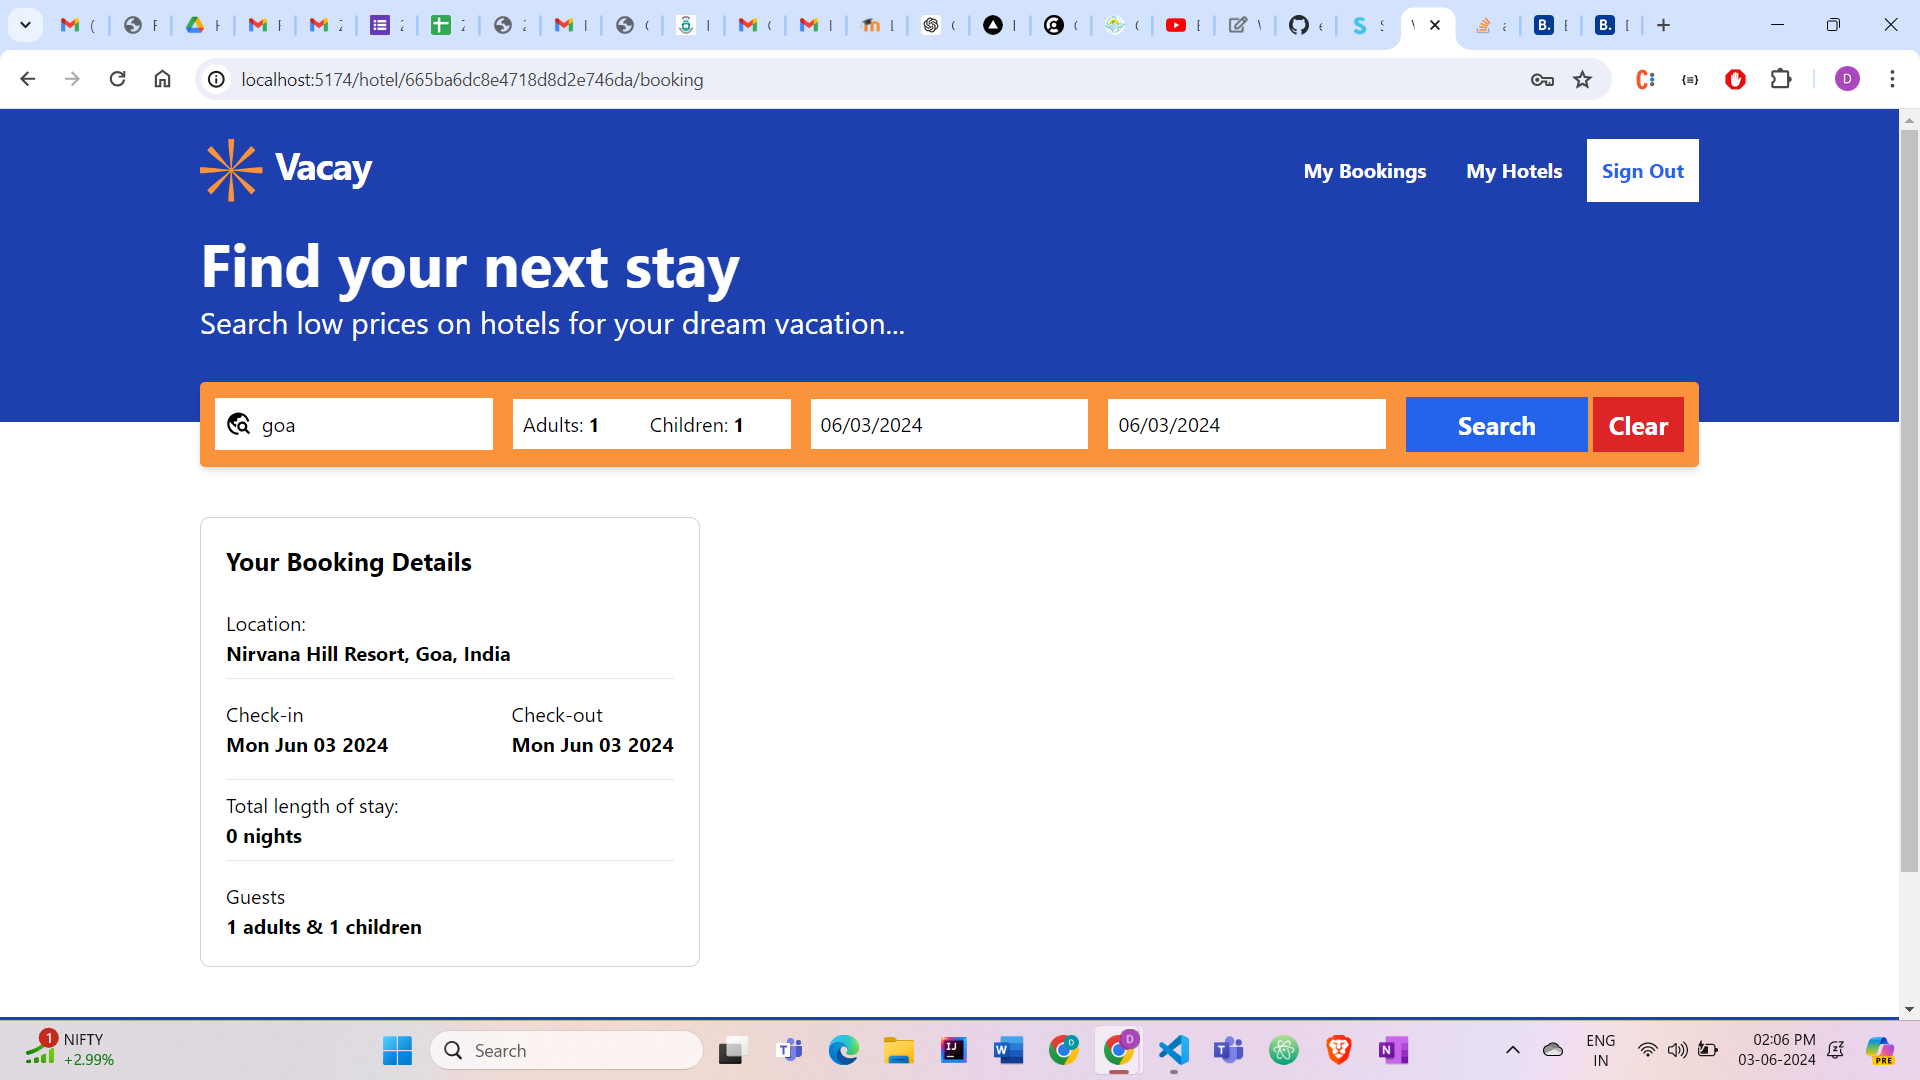 localhost:5174/hotel/665ba6dc8e4718d8d2e746da/booking
D
Vacay
My Bookings
My Hotels
Sign Out
Find your next stay
Search low prices on hotels for your dream vacation...
goa
Adults: 1
Children: 1
06/03/2024
06/03/2024
Search
Clear
Your Booking Details
Location:
Nirvana Hill Resort, Goa, India
Check-in
Check-out
Mon Jun 03 2024
Mon Jun 03 2024
Total length of stay:
0 nights
Guests
1 adults & 1 children
1
NIFTY
+2.99%
Search
ENG
IN
02:06 PM
03-06-2024
PRE